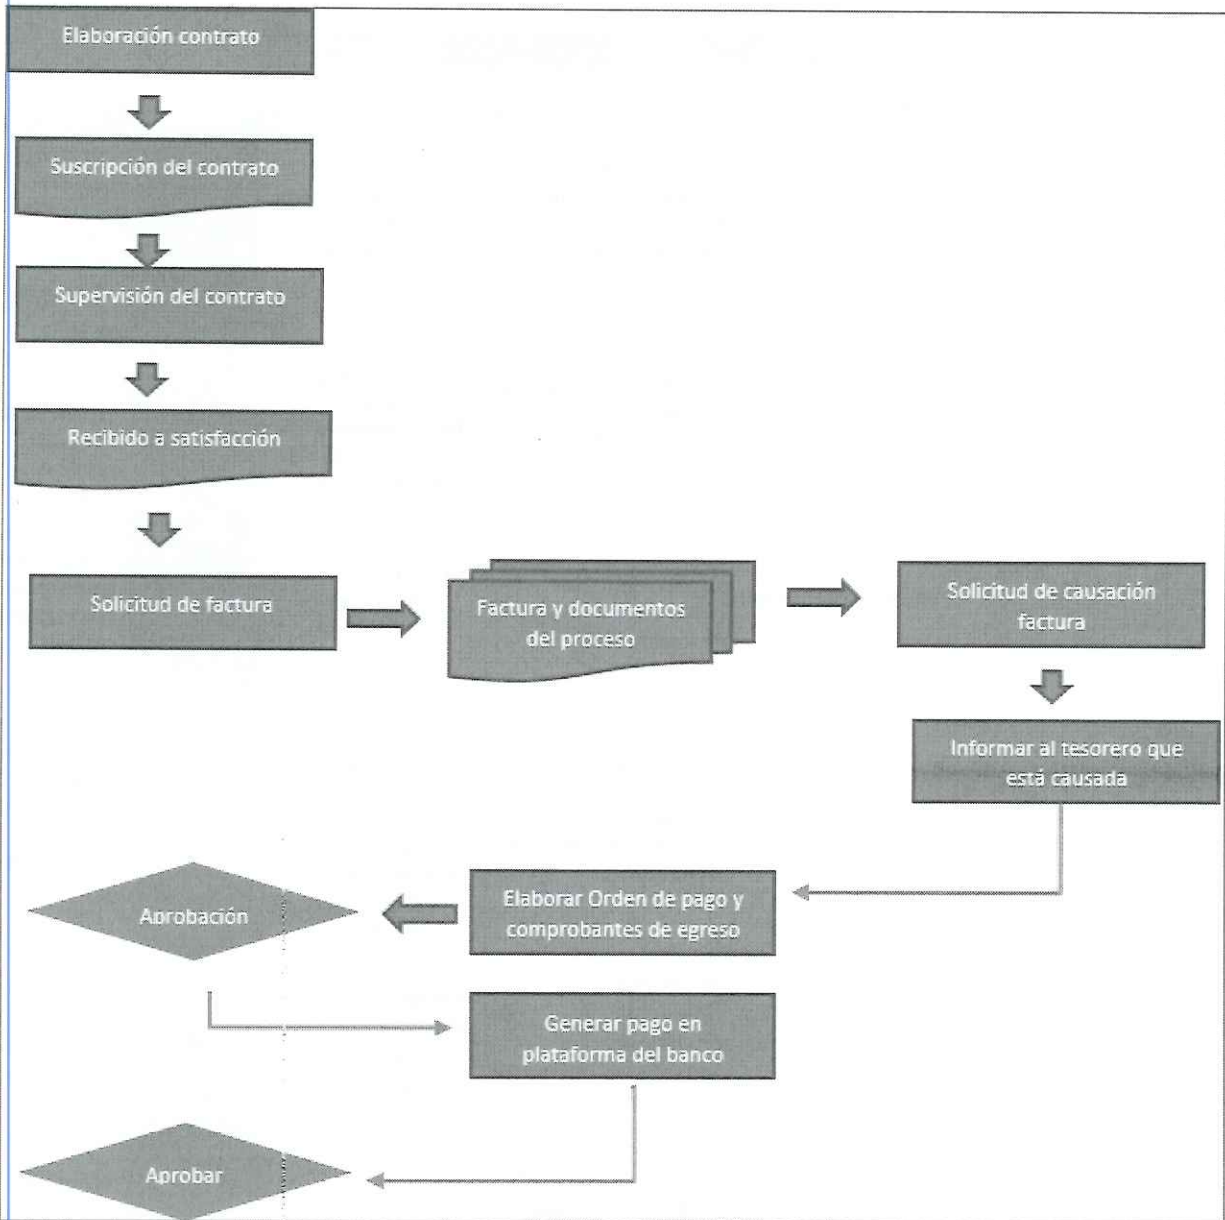 Elaboración contrato
Suscripción del contrato
Supervisión del contrato
Recibido a satisfacción
Solicitud de factura
Factura y documentos
del proceso
Solicitud de causación
factura
Informar al tesorero que
está causada
Elaborar Orden de pago y
comprobantes de egreso
Aprobación
Generar pago en
plataforma del banco
Aprobar